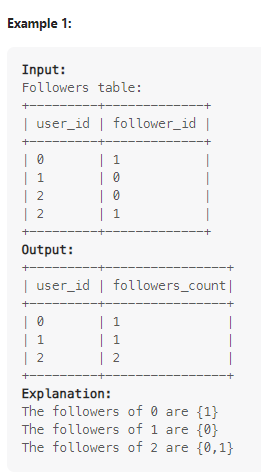 Example 1:
Input:
Followers table:
+---------+-------------+
| user_id | follower_id |
+---------+-------------+
| 0       | 1           |
| 1       | 0           |
| 2       | 0           |
| 2       | 1           |
+---------+-------------+
Output:
+---------+----------------+
| user_id | followers_count|
+---------+----------------+
| 0       | 1              |
| 1       | 1              |
| 2       | 2              |
+---------+----------------+
Explanation:
The followers of 0 are {1}
The followers of 1 are {0}
The followers of 2 are {0,1}